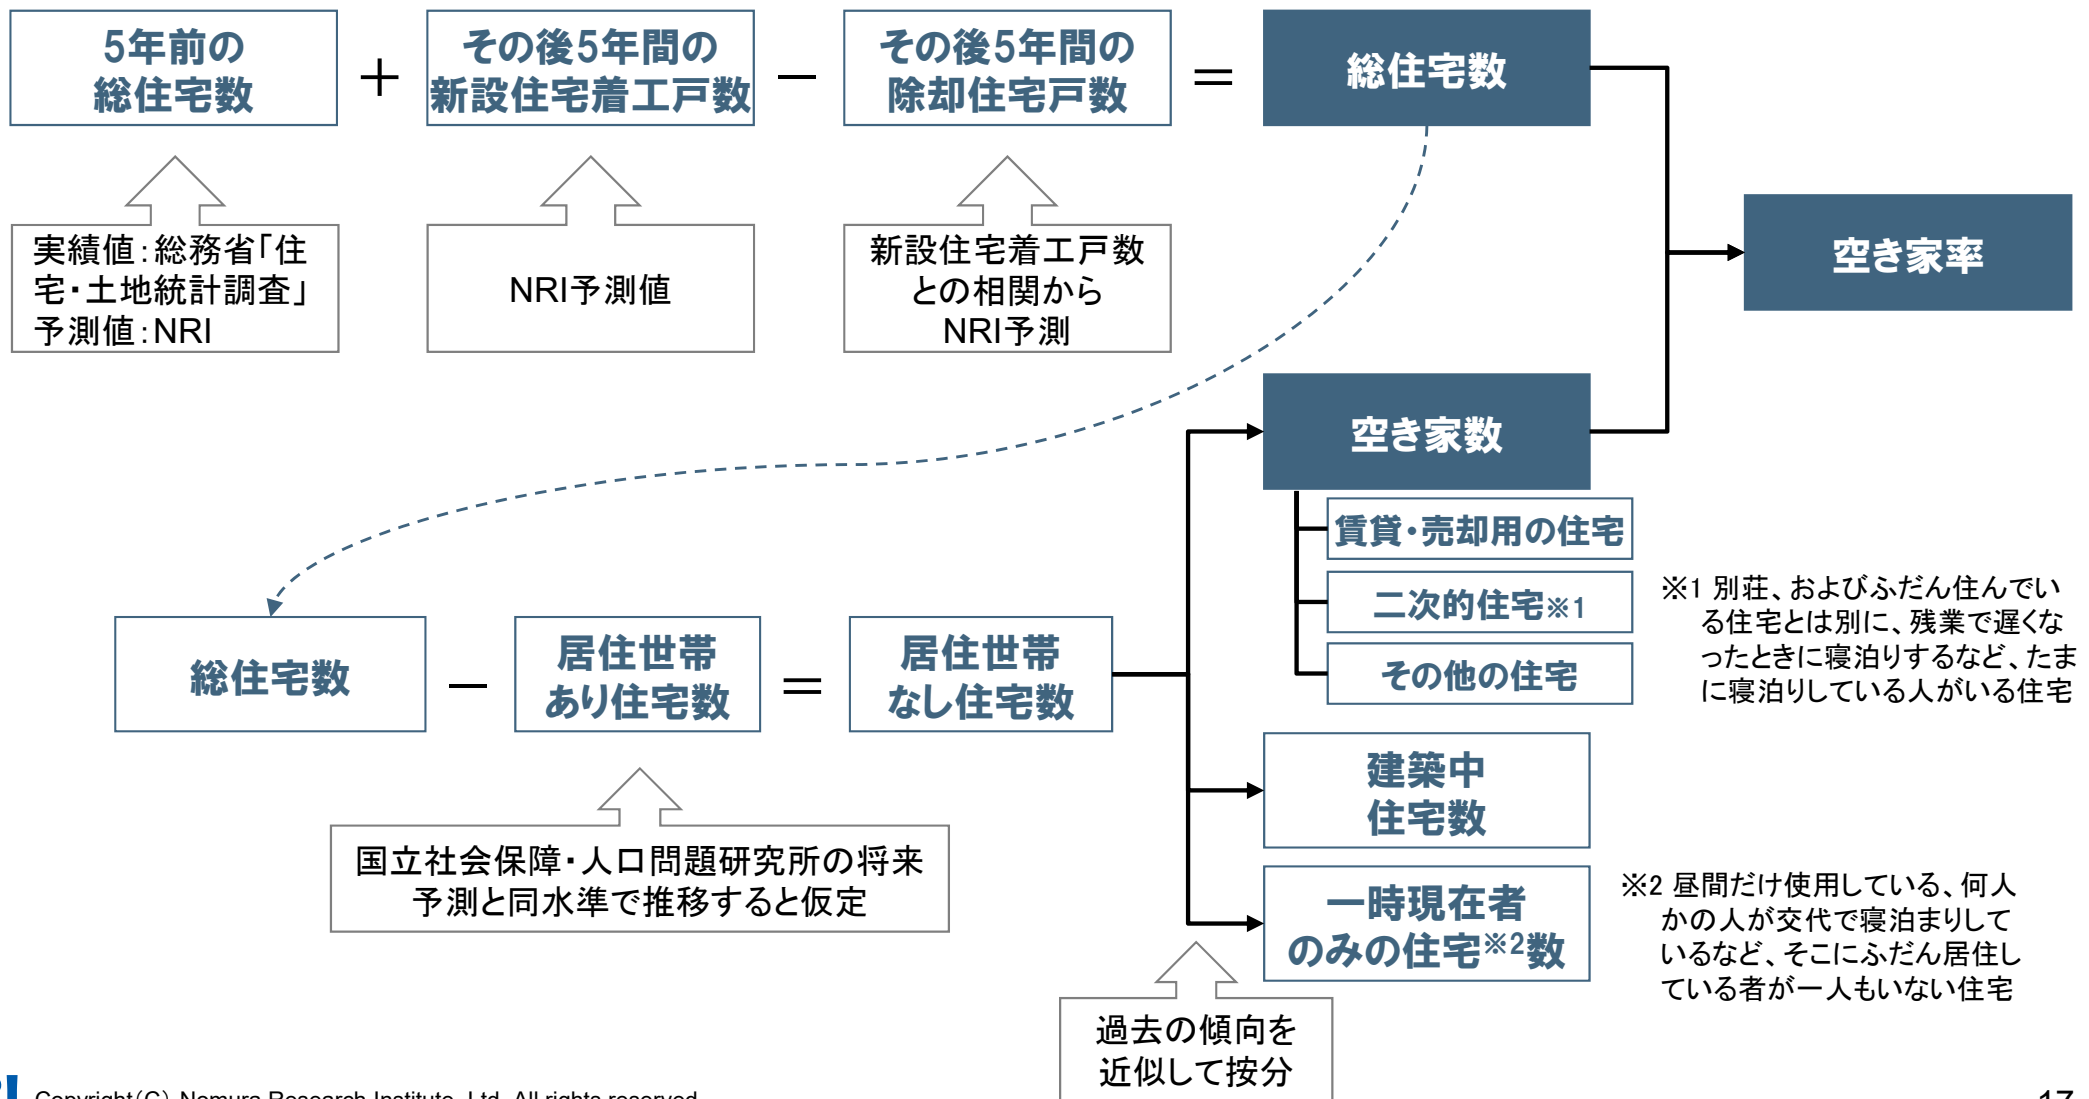 5年前の
総住宅数
＋
その後5年間の
新設住宅着工戸数
－
その後5年間の
除却住宅戸数
＝
総住宅数
実績値：総務省「住
宅・土地統計調査」
予測値：NRI
NRI予測値
新設住宅着工戸数
との相関から
NRI予測
空き家率
空き家数
賃貸・売却用の住宅
二次的住宅※1
その他の住宅
※1 別荘、およびふだん住んでい
る住宅とは別に、残業で遅くな
ったときに寝泊りするなど、たま
に寝泊りしている人がいる住宅
総住宅数
－
居住世帯
あり住宅数
＝
居住世帯
なし住宅数
建築中
住宅数
国立社会保障・人口問題研究所の将来
予測と同水準で推移すると仮定
一時現在者
のみの住宅※2数
※2 昼間だけ使用している、何人
かの人が交代で寝泊まりして
いるなど、そこにふだん居住し
ている者が一人もいない住宅
過去の傾向を
近似して按分
Copyright（C） Nomura Research Institute, Ltd. All rights reserved.
17